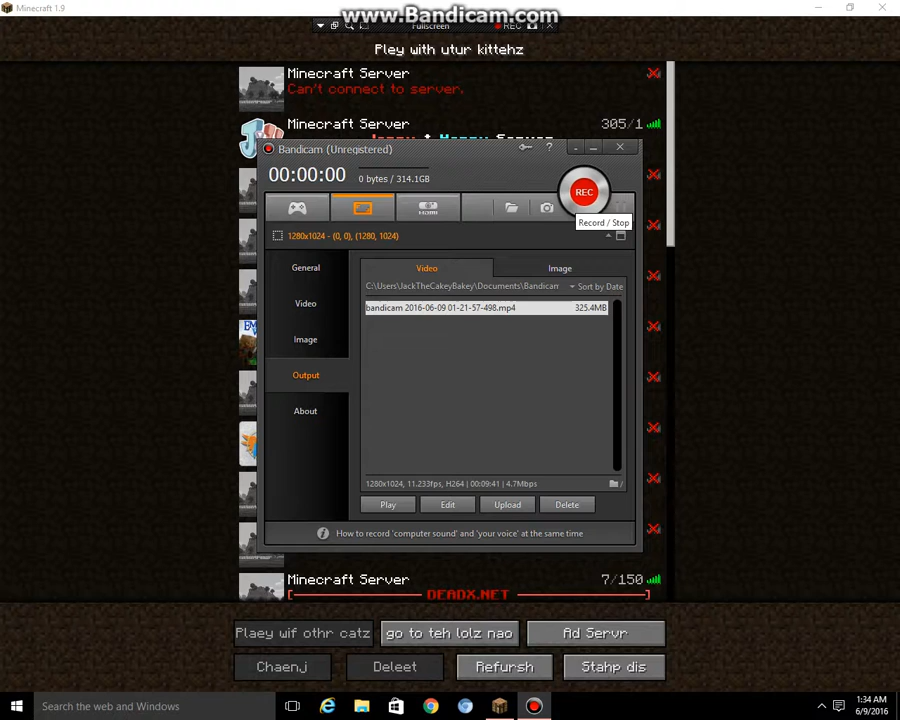 Minecraft 1.9
www.Bandicam.com
Fullscreen
REC
Pley with utur kittehz
Minecraft Server
Can't connect to server.
Minecraft Server
305/1
Server
Bandicam (Unregistered)
00:00:00
0 bytes / 314.1GB
REC
Record / Stop
1280x1024 - (0, 0), (1280, 1024)
General
Video
Image
Output
About
Video
Image
C:\Users\JackTheCakeyBakey\Documents\Bandicam
Sort by Date
bandicam 2016-06-09 01-21-57-498.mp4
325.4MB
1280x1024, 11.233fps, H264 | 00:09:41 | 4.7Mbps
Play
Edit
Upload
Delete
How to record 'computer sound' and 'your voice' at the same time
Minecraft Server
7/150
DEADX.NET
Plaey wif othr catz
go to teh lolz nao
Ad Servr
Chaenj
Deleet
Refursh
Stahp dis
Search the web and Windows
1:34 AM
6/9/2016